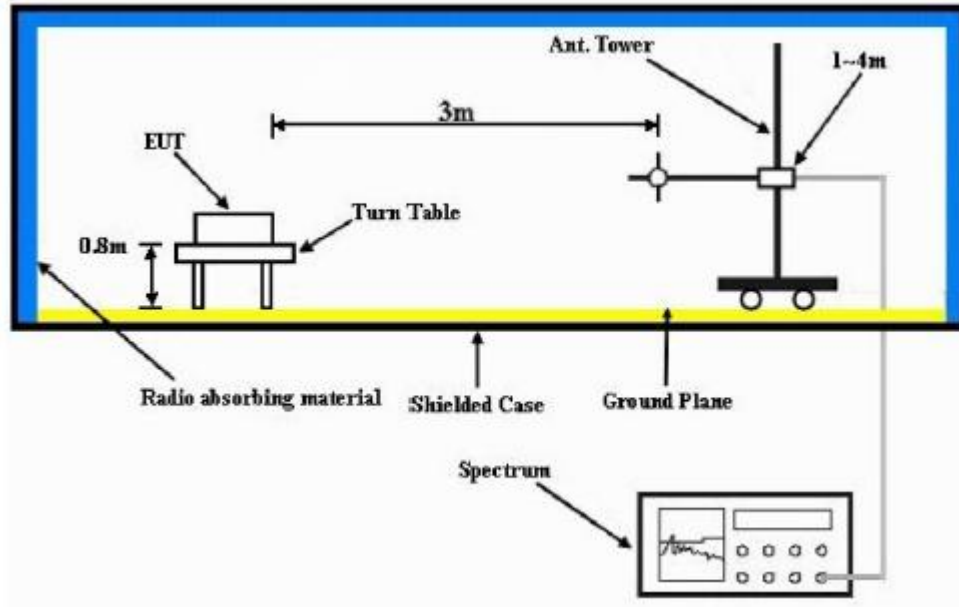 Ant. Tower
1~4m
3m
EUT
Turn Table
0.8m
Radio absorbing material
Shielded Case
Ground Plane
Spectrum